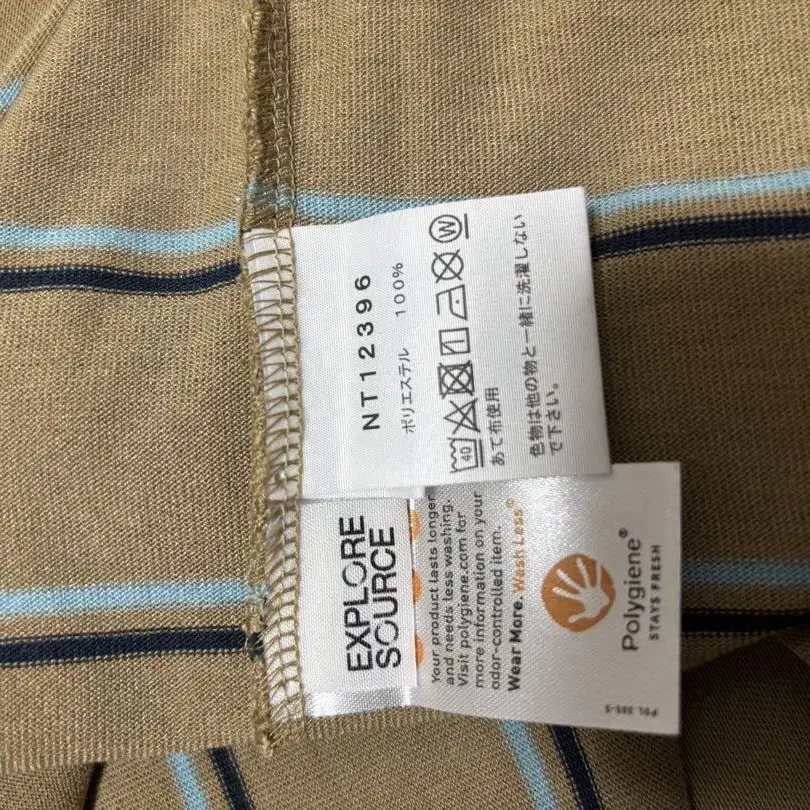 NT12396
ポリエステル 100%
40
W
あて布使用
色物は他の物と一緒に洗濯しない
で下さい。
EXPLORE
SOURCE
Your product lasts longer
and needs less washing.
Visit polygiene.com for
more information on your
odor-controlled item.
Wear More. Wash Less©
Polygiene®
STAYS FRESH